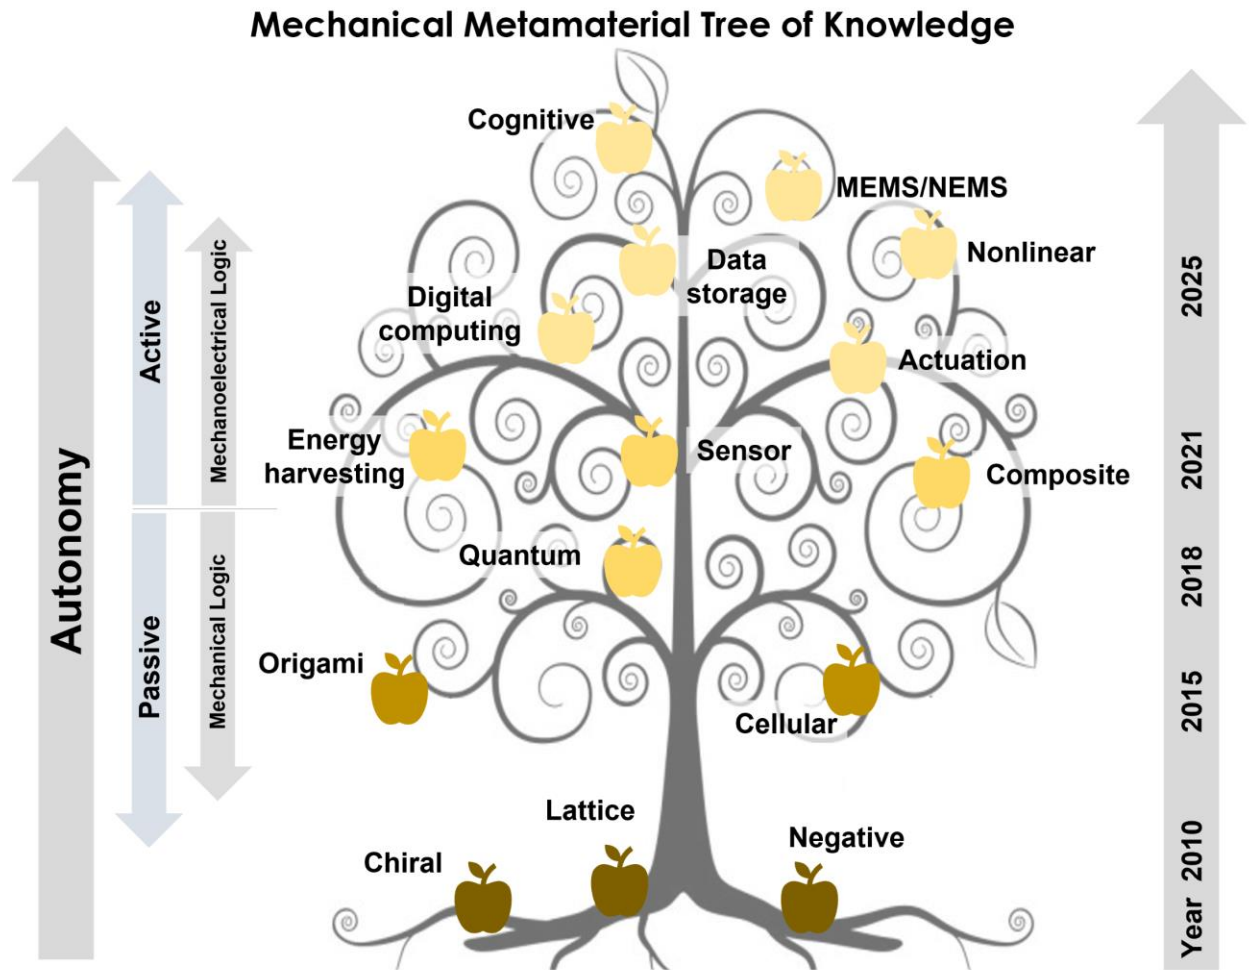 Mechanical Metamaterial Tree of Knowledge
Cognitive
MEMS/NEMS
Nonlinear
Data
storage
Digital
computing
Actuation
Energy
harvesting
Sensor
Composite
Quantum
Origami
Cellular
Lattice
Negative
Chiral
Autonomy
Active
Passive
Mechanoelectrical Logic
Mechanical Logic
Year 2010 2015 2018 2021 2025